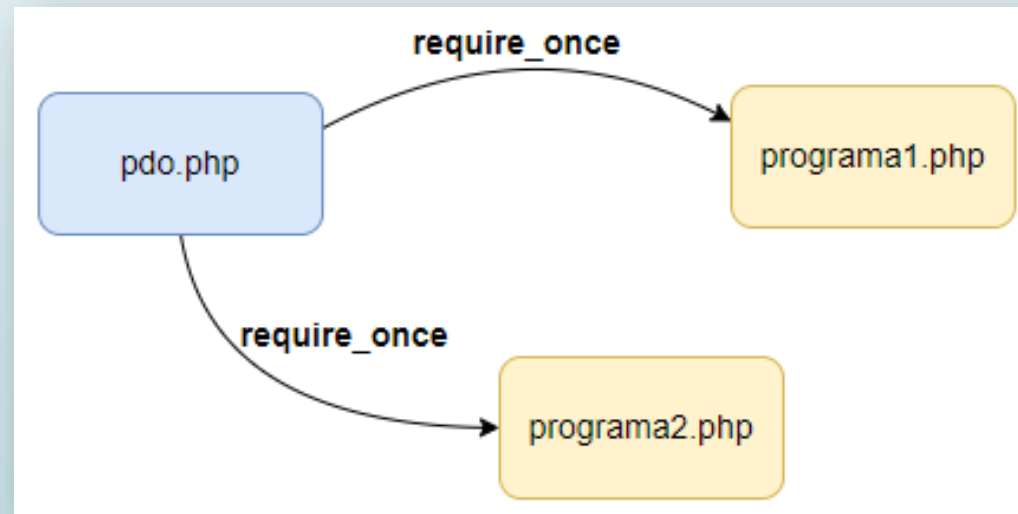 require_once
pdo.php
programa1.php
require_once
programa2.php